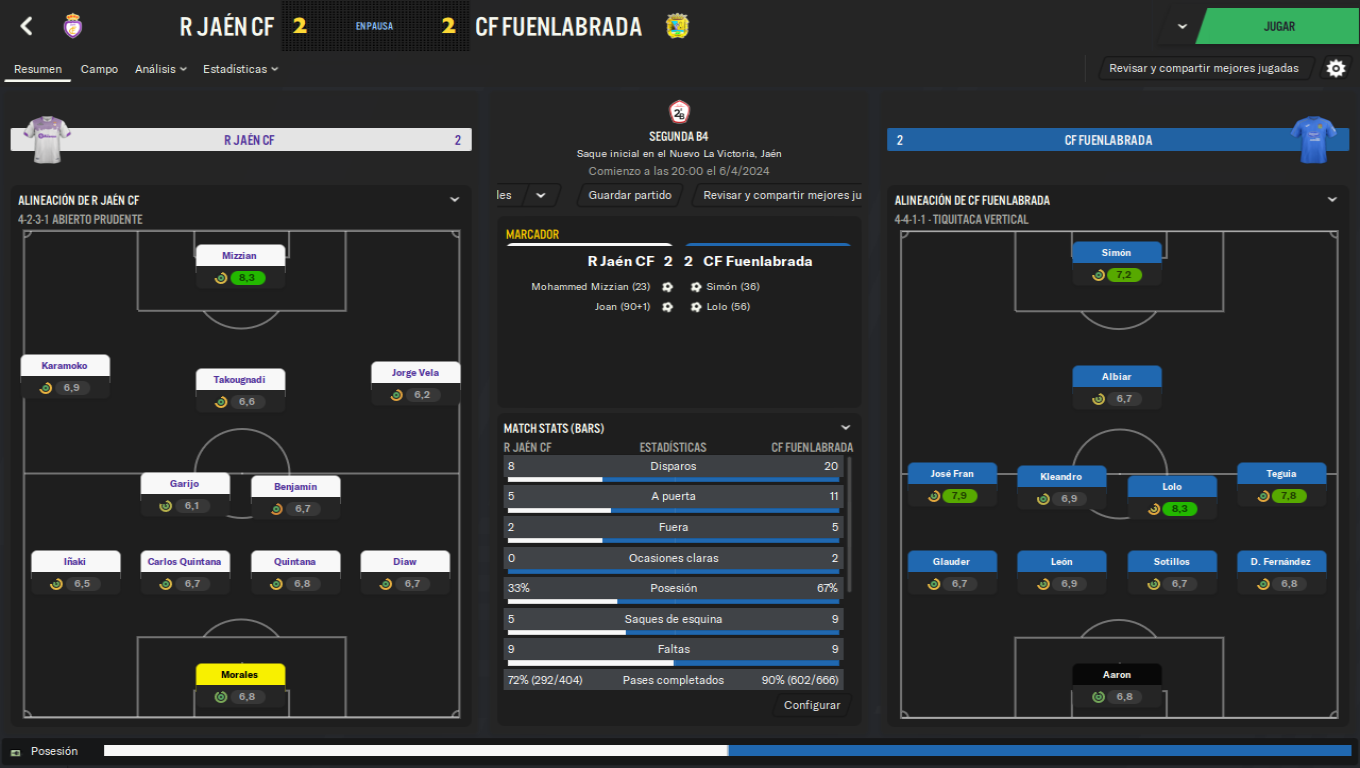 R JAÉN CF 2 EN PAUSA 2 CF FUENLABRADA
JUGAR
Resumen Campo Análisis Estadísticas
Revisar y compartir mejores jugadas
R JAÉN CF 2
ALINEACIÓN DE R JAÉN CF
4-2-3-1 ABIERTO PRUDENTE
Mizzian
8,3
Karamoko
6,9
Takougnadi
6,6
Jorge Vela
6,2
Garijo
6,1
Benjamín
6,7
Iñaki
6,5
Carlos Quintana
6,7
Quintana
6,8
Diaw
6,7
Morales
6,8
2B
SEGUNDA B4
Saque inicial en el Nuevo La Victoria, Jaén
Comienzo a las 20:00 el 6/4/2024
les Guardar partido Revisar y compartir mejores ju
MARCADOR
R Jaén CF 2 2 CF Fuenlabrada
Mohammed Mizzian (23) Simón (36)
Joan (90+1) Lolo (56)
MATCH STATS (BARS)
R JAÉN CF ESTADÍSTICAS CF FUENLABRADA
8 Disparos 20
5 A puerta 11
2 Fuera 5
0 Ocasiones claras 2
33% Posesión 67%
5 Saques de esquina 9
9 Faltas 9
72% (292/404) Pases completados 90% (602/666)
Configurar
2 CF FUENLABRADA
ALINEACIÓN DE CF FUENLABRADA
4-4-1-1 - TIQUITACA VERTICAL
Simón
7,2
Albiar
6,7
José Fran
7,9
Kleandro
6,9
Lolo
8,3
Teguia
7,8
Glauder
6,7
León
6,9
Sotillos
6,7
D. Fernández
6,8
Aaron
6,8
Posesión